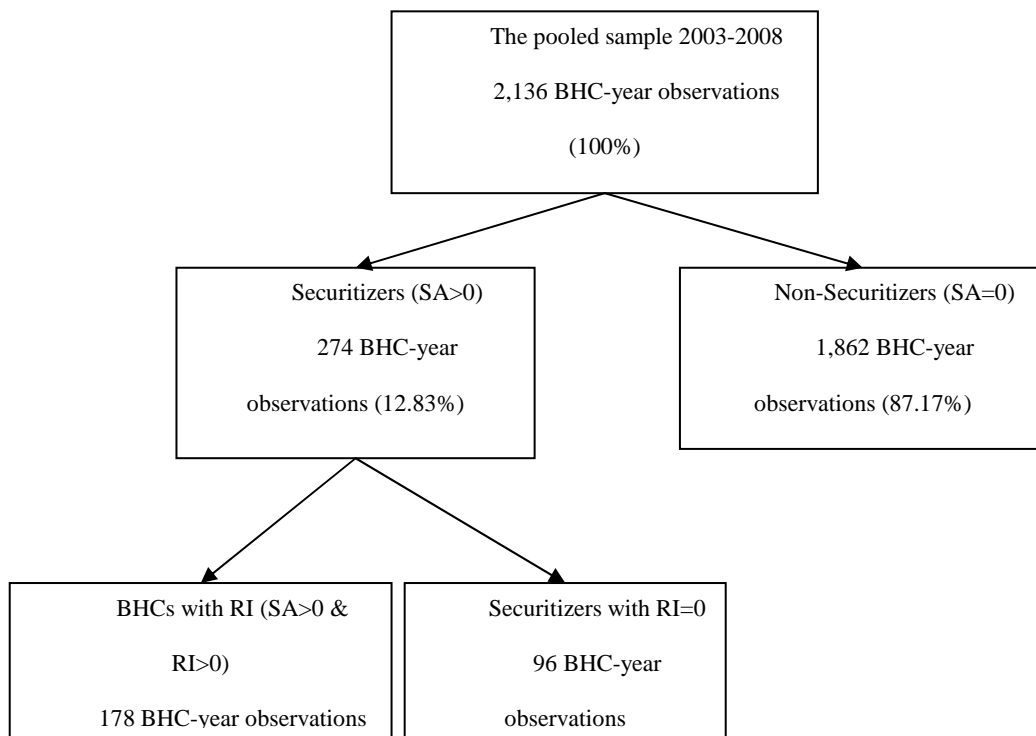 The pooled sample 2003-2008
2,136 BHC-year observations
(100%)
Securitizers (SA>0)
274 BHC-year
observations (12.83%)
Non-Securitizers (SA=0)
1,862 BHC-year
observations (87.17%)
BHCs with RI (SA>0 &
RI>0)
178 BHC-year observations
Securitizers with RI=0
96 BHC-year
observations